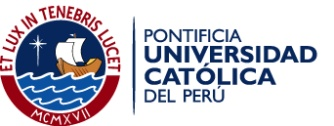 ET LUX IN TENEBRIS LUCET
MCMXVII
PONTIFICIA
UNIVERSIDAD
CATÓLICA
DEL PERÚ